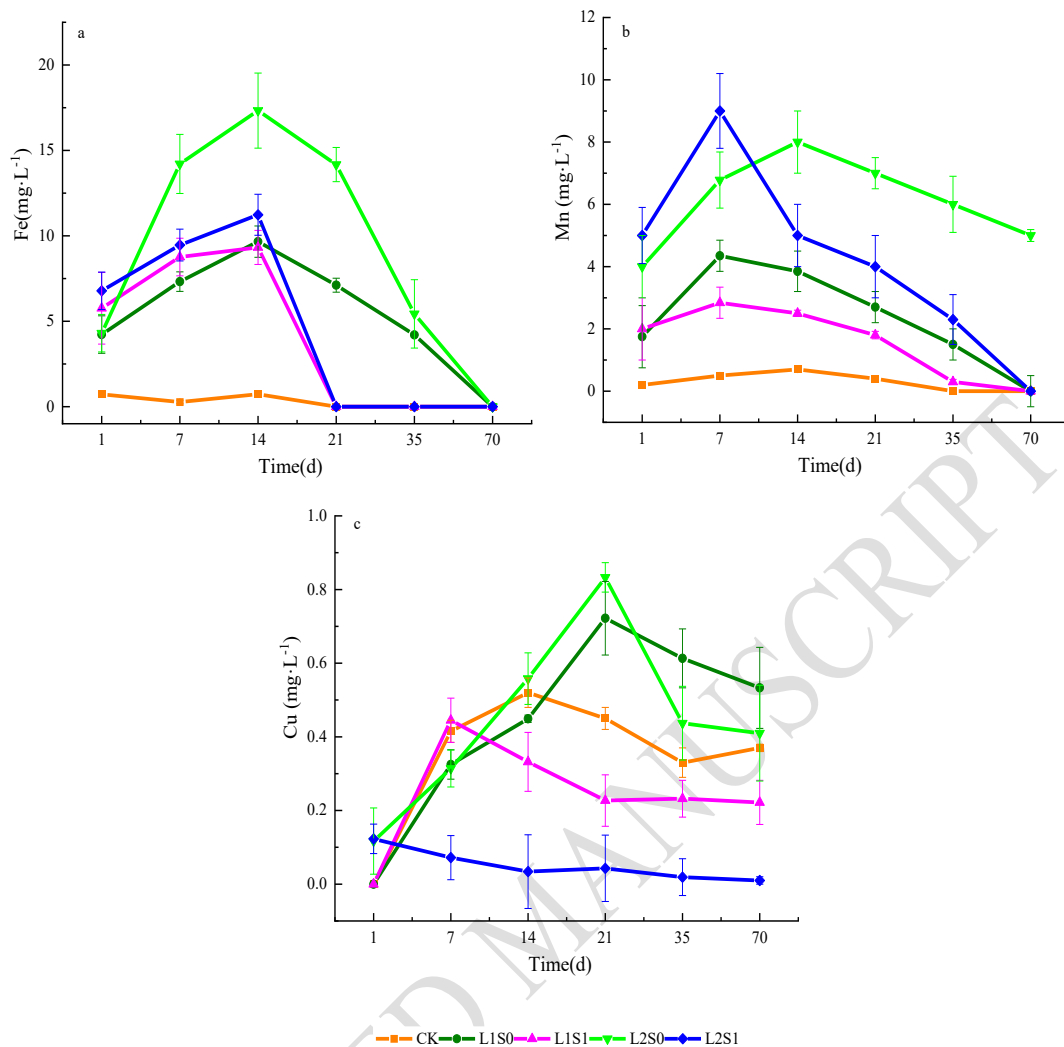 a
Fe(mg·L⁻¹)
20
15
10
5
0
1 7 14 21 35 70
Time(d)
b
Mn (mg·L⁻¹)
12
10
8
6
4
2
0
1 7 14 21 35 70
Time(d)
c
Cu (mg·L⁻¹)
1.0
0.8
0.6
0.4
0.2
0.0
1 7 14 21 35 70
Time(d)
CK L1S0 L1S1 L2S0 L2S1
D MANUSCRIPT